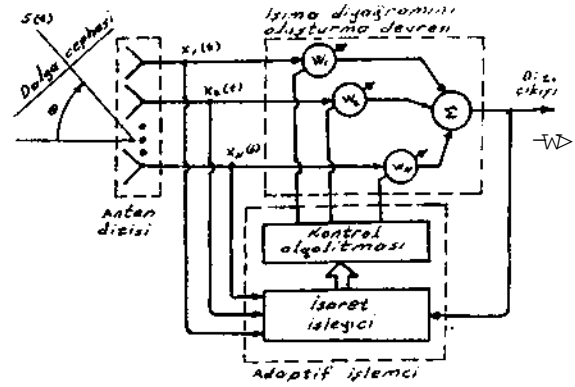 S(t)
Dalga cephesi
θ
x₁(t)
x₂(t)
x_N(t)
Anten
dizisi
Işıma diyağramını
oluşturma devresi
W₁
W₂
W_N
Σ
Dizi
çıkışı
W
Kontrol
algoritması
İşaret
işleyici
Adaptif işlemci